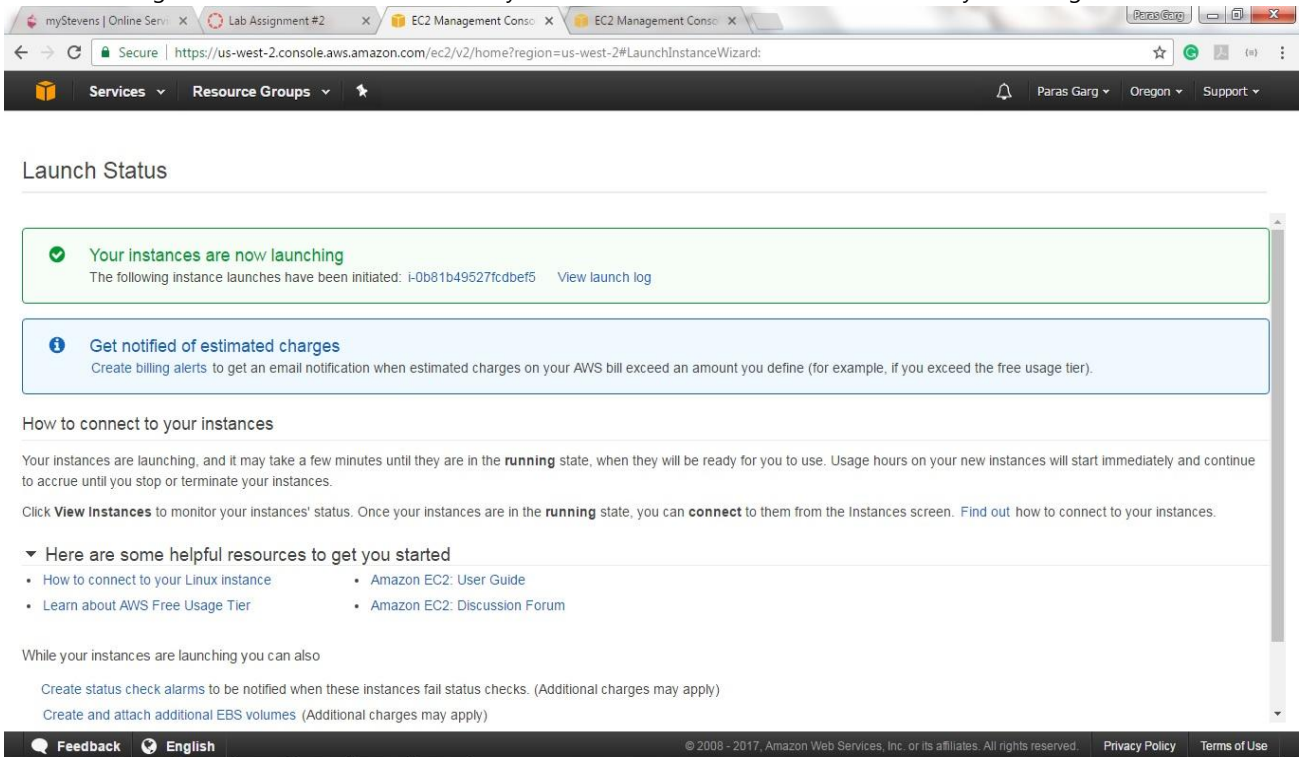 myStevens | Online Servi
Lab Assignment #2
EC2 Management Conso
EC2 Management Conso
Paras Garg
Secure | https://us-west-2.console.aws.amazon.com/ec2/v2/home?region=us-west-2#LaunchInstanceWizard:
Services Resource Groups Paras Garg Oregon Support
Launch Status
Your instances are now launching
The following instance launches have been initiated: i-0b81b49527fcdbef5 View launch log
Get notified of estimated charges
Create billing alerts to get an email notification when estimated charges on your AWS bill exceed an amount you define (for example, if you exceed the free usage tier).
How to connect to your instances
Your instances are launching, and it may take a few minutes until they are in the running state, when they will be ready for you to use. Usage hours on your new instances will start immediately and continue
to accrue until you stop or terminate your instances.
Click View Instances to monitor your instances' status. Once your instances are in the running state, you can connect to them from the Instances screen. Find out how to connect to your instances.
Here are some helpful resources to get you started
• How to connect to your Linux instance
• Amazon EC2: User Guide
• Learn about AWS Free Usage Tier
• Amazon EC2: Discussion Forum
While your instances are launching you can also
Create status check alarms to be notified when these instances fail status checks. (Additional charges may apply)
Create and attach additional EBS volumes (Additional charges may apply)
Feedback English © 2008 - 2017, Amazon Web Services, Inc. or its affiliates. All rights reserved. Privacy Policy Terms of Use